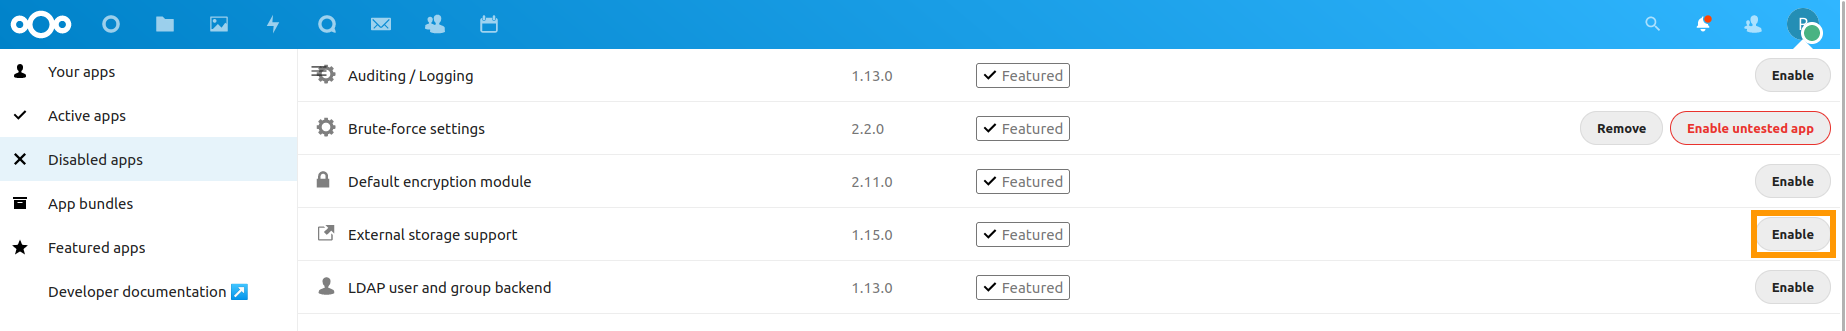 P
Your apps
Active apps
Disabled apps
App bundles
Featured apps
Developer documentation
Auditing / Logging 1.13.0 Featured Enable
Brute-force settings 2.2.0 Featured Remove Enable untested app
Default encryption module 2.11.0 Featured Enable
External storage support 1.15.0 Featured Enable
LDAP user and group backend 1.13.0 Featured Enable